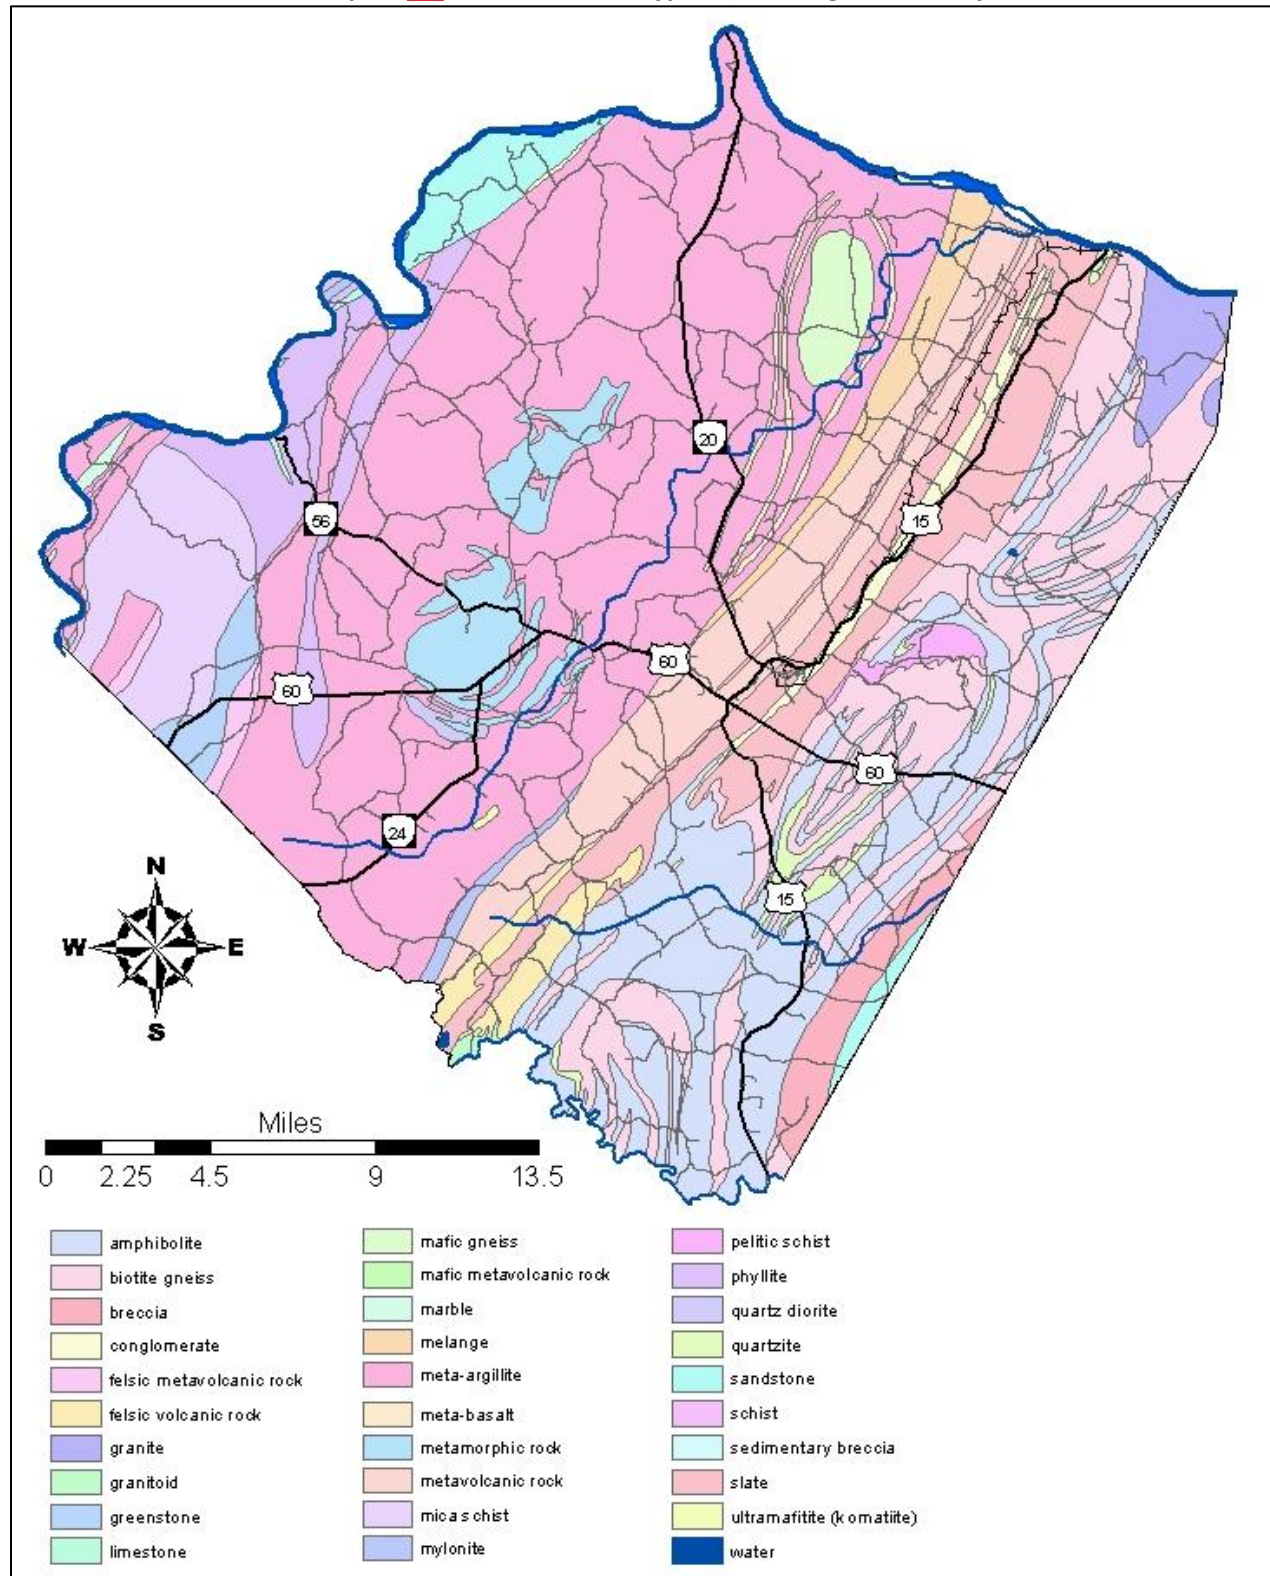 20
56
15
60
60
60
24
15
N
W E
S
Miles
0 2.25 4.5 9 13.5
amphibolite
biotite gneiss
breccia
conglomerate
felsic metavolcanic rock
felsic volcanic rock
granite
granitoid
greenstone
limestone
mafic gneiss
mafic metavolcanic rock
marble
melange
meta-argillite
meta-basalt
metamorphic rock
metavolcanic rock
mica schist
mylonite
pelitic schist
phyllite
quartz diorite
quartzite
sandstone
schist
sedimentary breccia
slate
ultramafitite (komatiite)
water